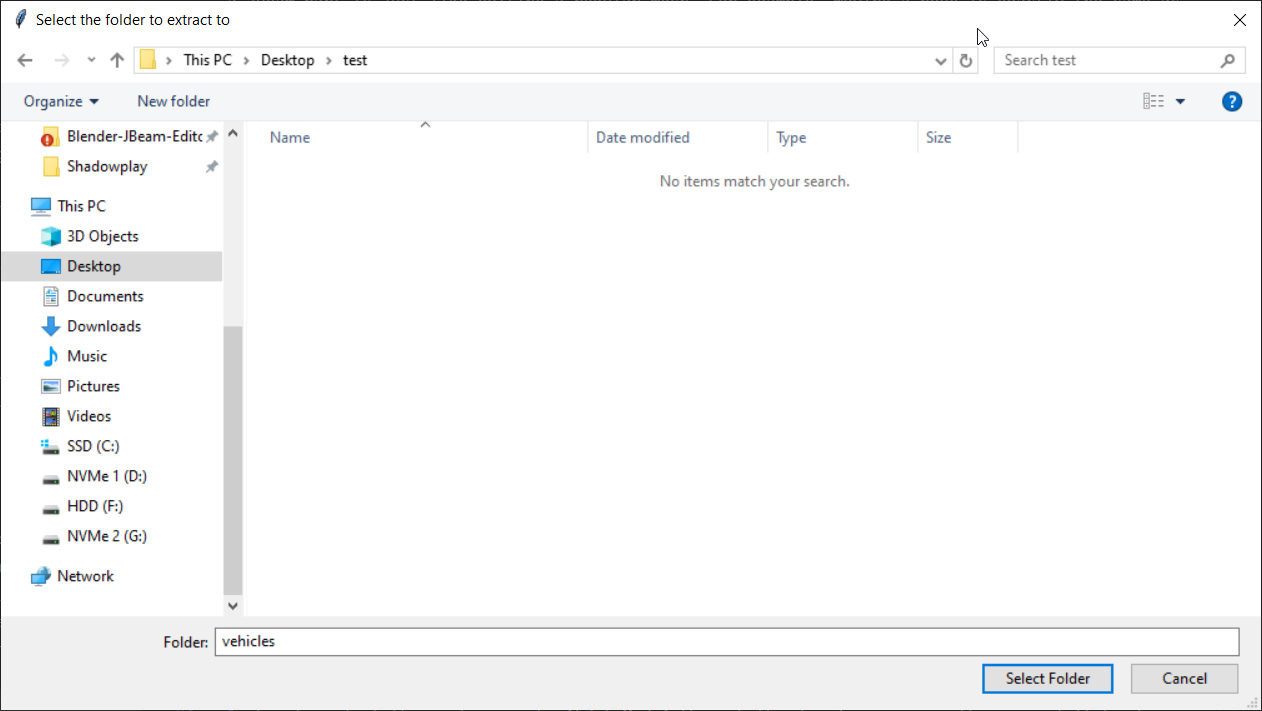 Select the folder to extract to
This PC Desktop test
Search test
Organize New folder
?
Blender-JBeam-Editc
Shadowplay
This PC
3D Objects
Desktop
Documents
Downloads
Music
Pictures
Videos
SSD (C:)
NVMe 1 (D:)
HDD (F:)
NVMe 2 (G:)
Network
Name Date modified Type Size
No items match your search.
Folder: vehicles
Select Folder Cancel